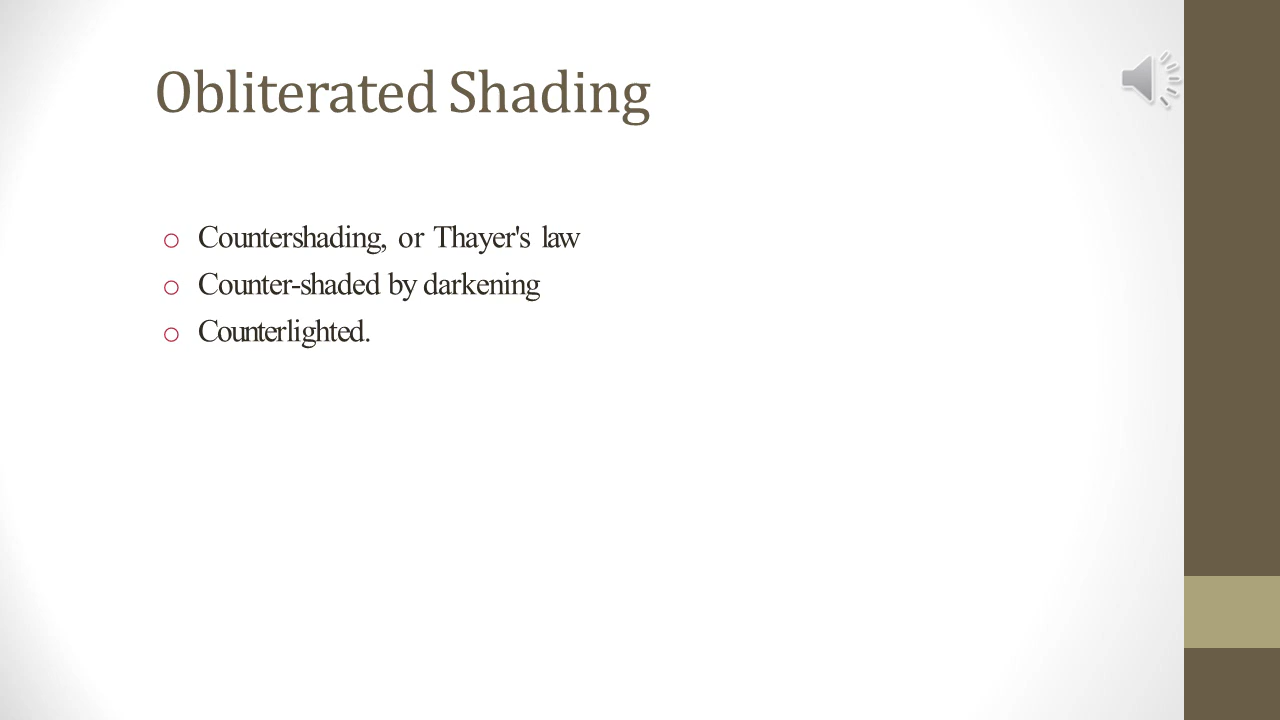 Obliterated Shading
o Countershading, or Thayer's law
o Counter-shaded by darkening
o Counterlighted.